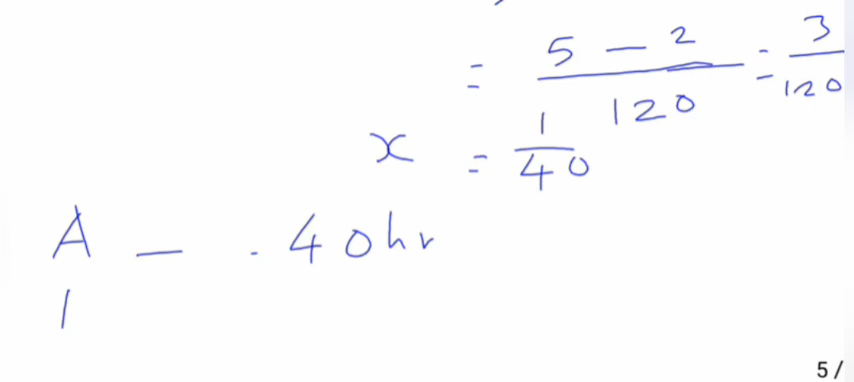 = 5 - 2 / 120 = 3 / 120
x = 1 / 40
A - . 40hr
1
5 /